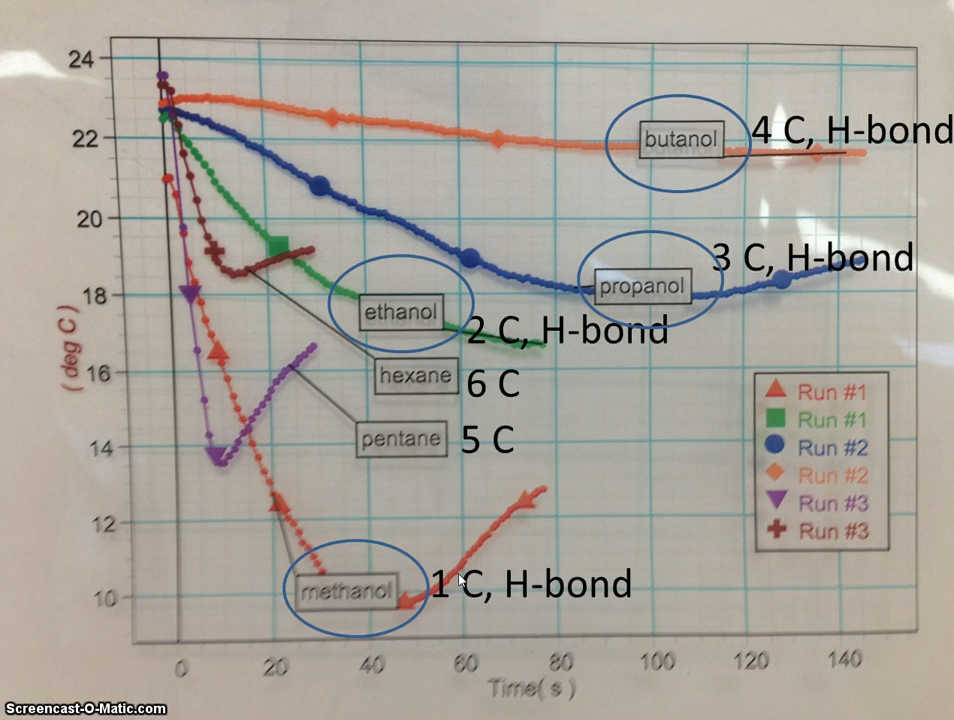 24
22
20
18
16
14
12
10
( deg C )
butanol
4 C, H-bond
propanol
3 C, H-bond
ethanol
2 C, H-bond
hexane
6 C
pentane
5 C
methanol
1 C, H-bond
Run #1
Run #1
Run #2
Run #2
Run #3
Run #3
0 20 40 60 80 100 120 140
Time( s )
Screencast-O-Matic.com